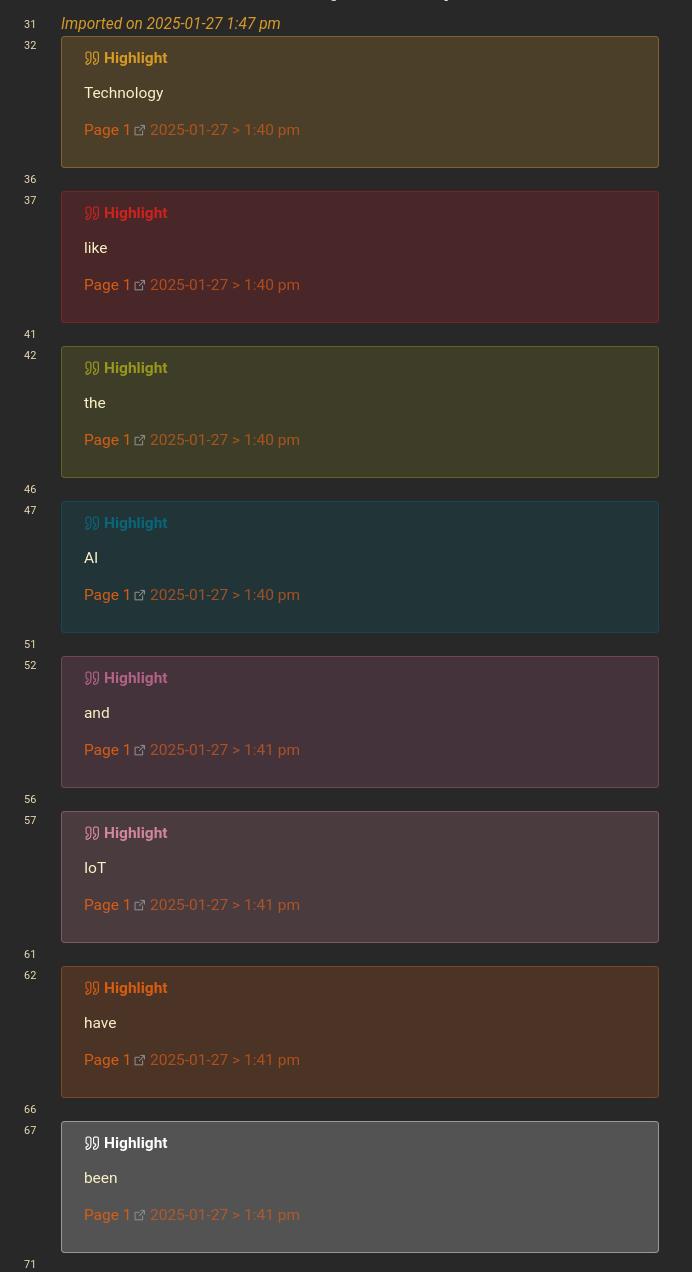 31 Imported on 2025-01-27 1:47 pm
32 Highlight
Technology
Page 1 2025-01-27 > 1:40 pm
36
37 Highlight
like
Page 1 2025-01-27 > 1:40 pm
41
42 Highlight
the
Page 1 2025-01-27 > 1:40 pm
46
47 Highlight
AI
Page 1 2025-01-27 > 1:40 pm
51
52 Highlight
and
Page 1 2025-01-27 > 1:41 pm
56
57 Highlight
IoT
Page 1 2025-01-27 > 1:41 pm
61
62 Highlight
have
Page 1 2025-01-27 > 1:41 pm
66
67 Highlight
been
Page 1 2025-01-27 > 1:41 pm
71